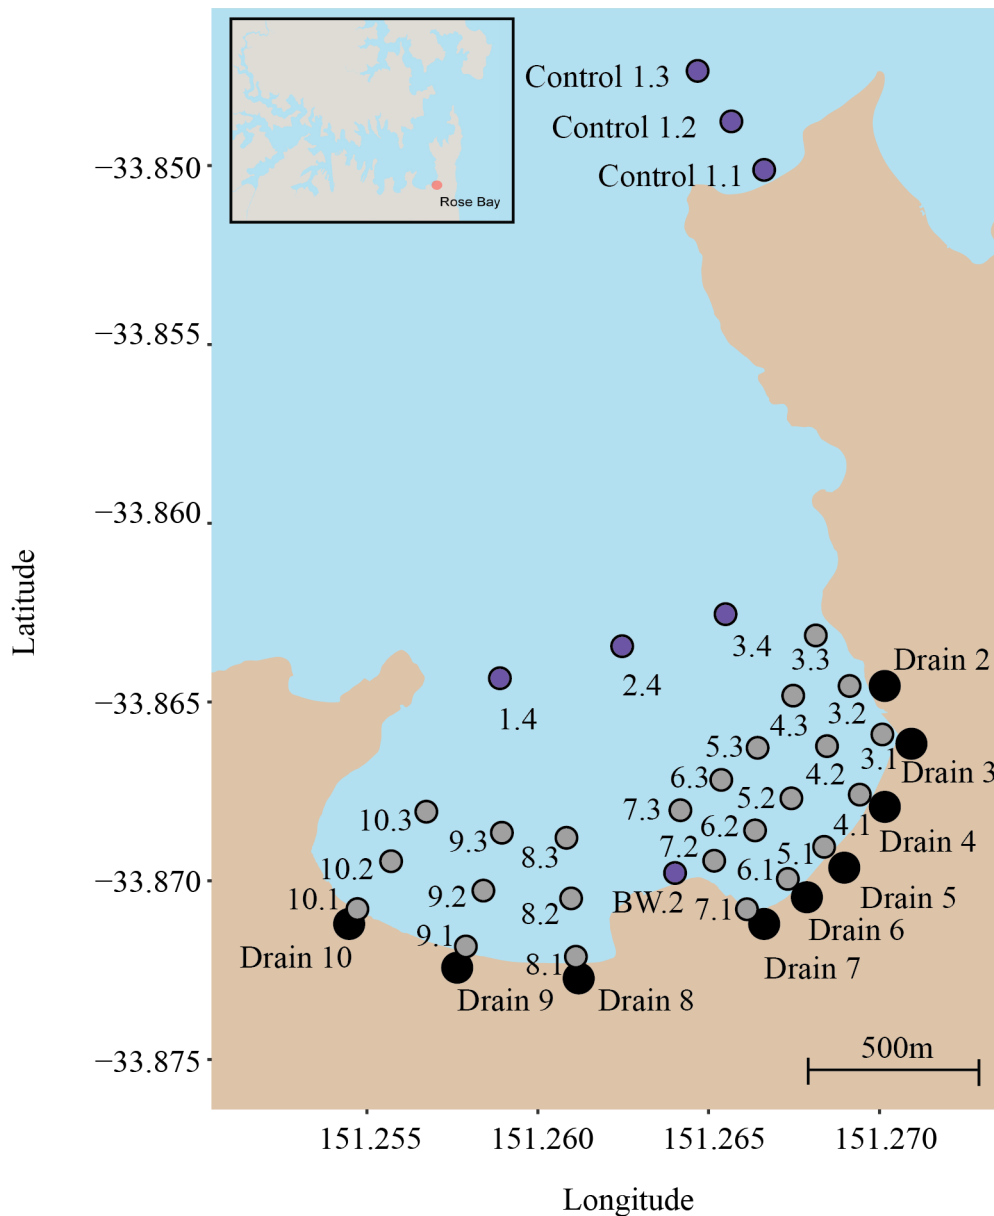 Control 1.3
Control 1.2
Control 1.1
Rose Bay
−33.850
−33.855
−33.860
−33.865
−33.870
−33.875
Latitude
3.4
3.3
Drain 2
2.4
3.2
1.4
4.3
3.1
5.3
4.2
Drain 3
6.3
5.2
10.3
7.3
6.2
4.1
9.3
8.3
7.2
5.1
Drain 4
10.2
6.1
Drain 5
10.1
9.2
8.2
BW.2
7.1
Drain 6
9.1
Drain 10
8.1
Drain 7
Drain 9
Drain 8
500m
151.255
151.260
151.265
151.270
Longitude